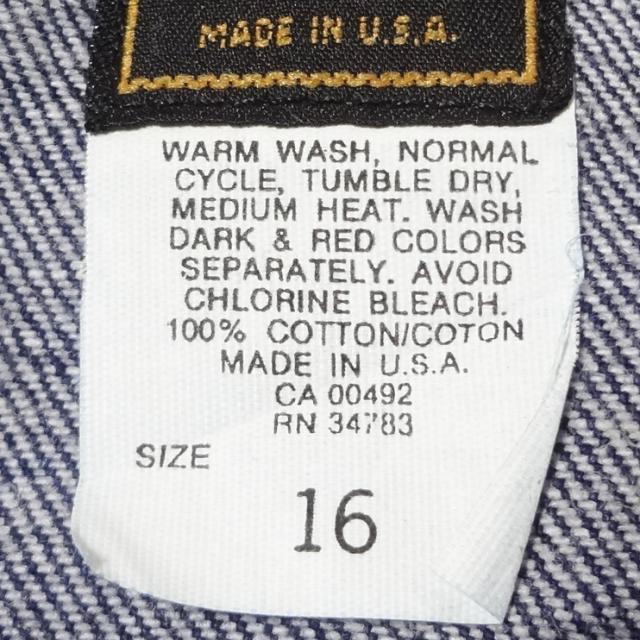 MADE IN U.S.A.
WARM WASH, NORMAL
CYCLE, TUMBLE DRY,
MEDIUM HEAT. WASH
DARK & RED COLORS
SEPARATELY. AVOID
CHLORINE BLEACH.
100% COTTON/COTON
MADE IN U.S.A.
CA 00492
RN 34783
SIZE
16